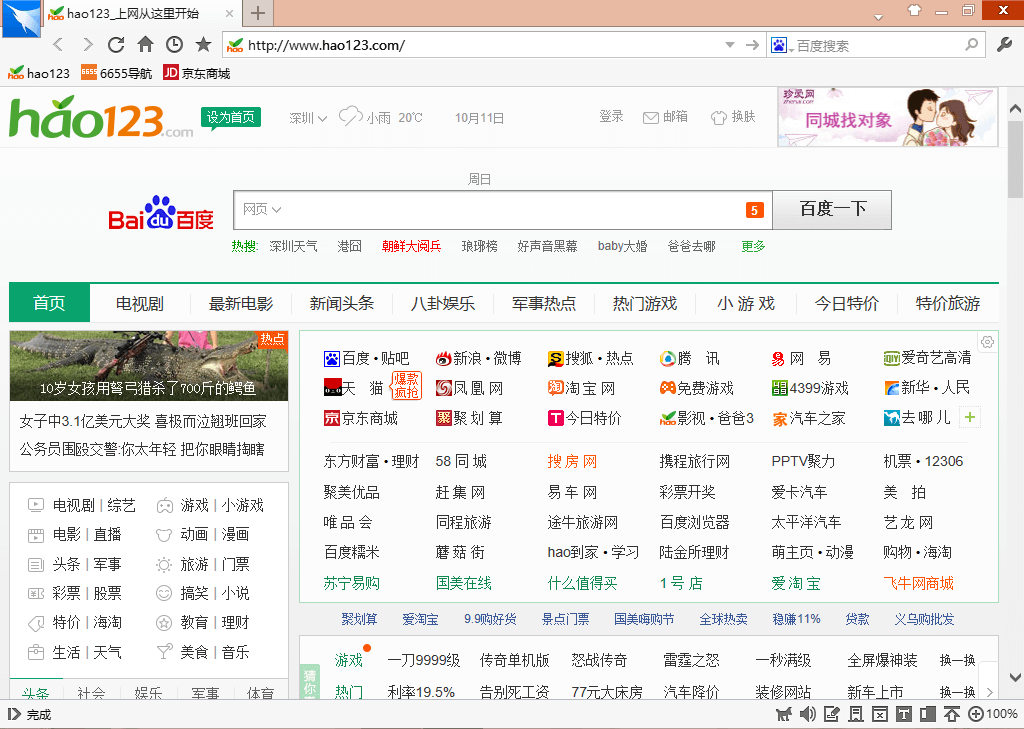 hao123_上网从这里开始
http://www.hao123.com/
百度搜索
hao123 6655导航 JD 京东商城
hao123.com 设为首页 深圳 小雨 20℃ 10月11日 登录 邮箱 换肤
珍爱网
zhenai.com
同城找对象
周日
Bai du 百度 网页 5 百度一下
热搜: 深圳天气 港囧 朝鲜大阅兵 琅琊榜 好声音黑幕 baby大婚 爸爸去哪 更多
首页 电视剧 最新电影 新闻头条 八卦娱乐 军事热点 热门游戏 小游戏 今日特价 特价旅游
热点
10岁女孩用弩弓猎杀了700斤的鳄鱼
女子中3.1亿美元大奖 喜极而泣翘班回家
公务员围殴交警:你太年轻 把你眼睛掏瞎
电视剧 | 综艺 游戏 | 小游戏
电影 | 直播 动画 | 漫画
头条 | 军事 旅游 | 门票
彩票 | 股票 搞笑 | 小说
特价 | 海淘 教育 | 理财
生活 | 天气 美食 | 音乐
头条 社会 娱乐 军事 体育
百度 • 贴吧 新浪 • 微博 搜狐 • 热点 腾 讯 网 易 爱奇艺高清
天 猫 爆款疯抢 凤凰网 淘宝网 免费游戏 4399游戏 新华 • 人民
京东商城 聚划算 今日特价 影视 • 爸爸3 汽车之家 去哪儿
东方财富 • 理财 58同城 搜房网 携程旅行网 PPTV聚力 机票 • 12306
聚美优品 赶集网 易车网 彩票开奖 爱卡汽车 美 拍
唯品会 同程旅游 途牛旅游网 百度浏览器 太平洋汽车 艺龙网
百度糯米 蘑菇街 hao到家 • 学习 陆金所理财 萌主页 • 动漫 购物 • 海淘
苏宁易购 国美在线 什么值得买 1号店 爱淘宝 飞牛网商城
聚划算 爱淘宝 9.9购好货 景点门票 国美嗨购节 全球热卖 稳赚11% 贷款 义乌购批发
猜你
游戏 一刀9999级 传奇单机版 怒战传奇 雷霆之怒 一秒满级 全屏爆神装 换一换
热门 利率19.5% 告别死工资 77元大床房 汽车降价 装修网站 新车上市 换一换
完成 100%